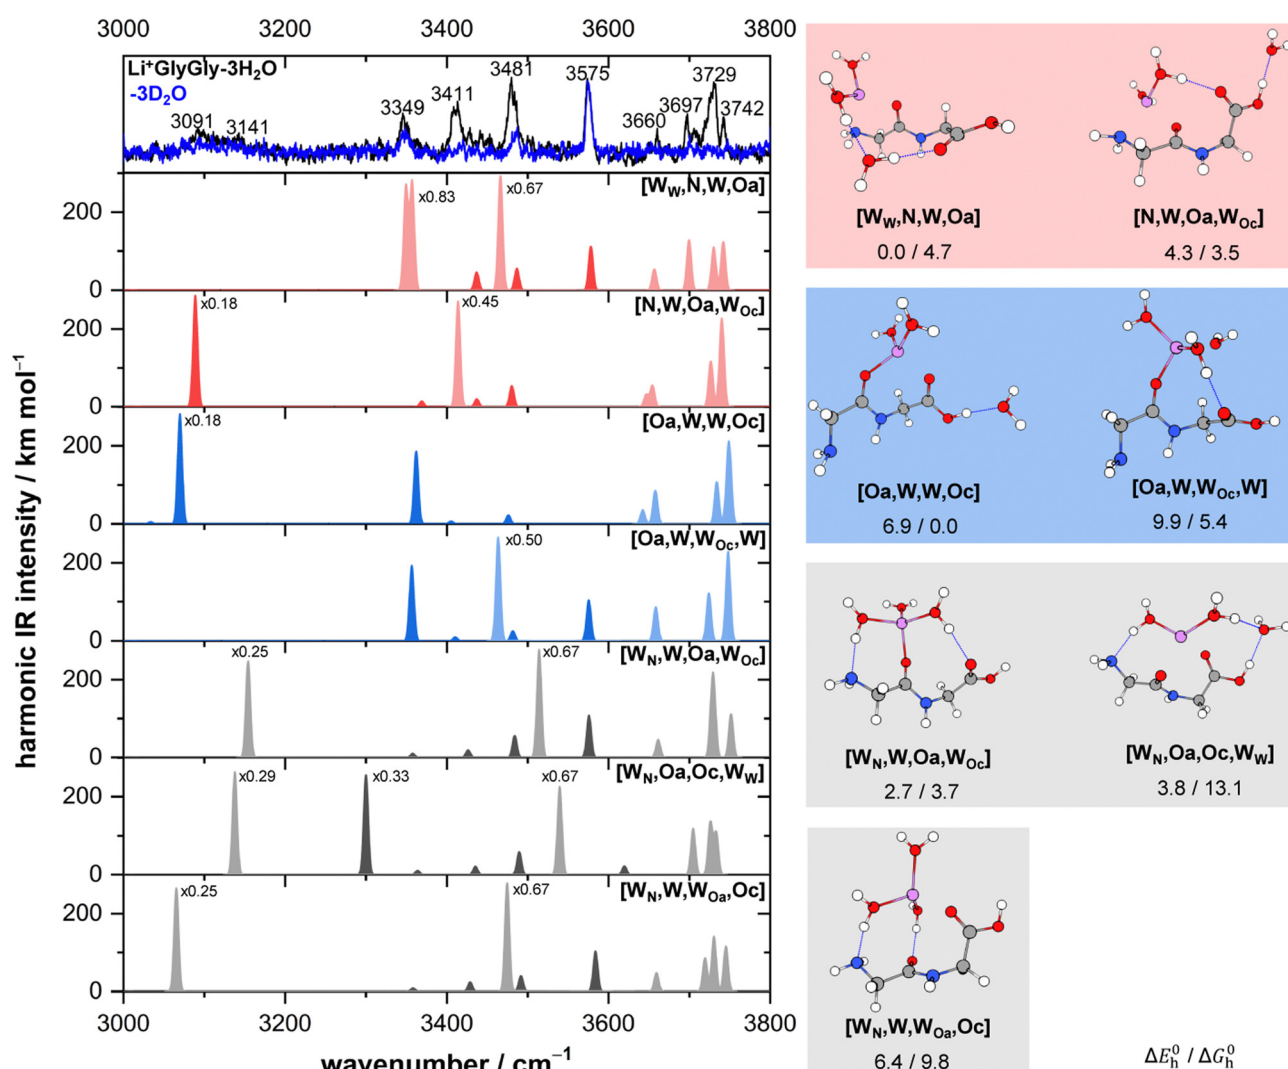 3000 3200 3400 3600 3800
Li⁺GlyGly-3H₂O
-3D₂O
3091
3141
3349
3411
3481
3575
3660
3697
3729
3742
harmonic IR intensity / km mol⁻¹
[W_W,N,W,Oa]
200
0
x0.83
x0.67
[N,W,Oa,W_Oc]
200
0
x0.18
x0.45
[Oa,W,W,Oc]
200
0
x0.18
[Oa,W,W_Oc,W]
200
0
x0.50
[W_N,W,Oa,W_Oc]
200
0
x0.25
x0.67
[W_N,Oa,Oc,W_W]
200
0
x0.29
x0.33
x0.67
[W_N,W,W_Oa,Oc]
200
0
x0.25
x0.67
3000 3200 3400 3600 3800
wavenumber / cm⁻¹
[W_W,N,W,Oa]
0.0 / 4.7
[N,W,Oa,W_Oc]
4.3 / 3.5
[Oa,W,W,Oc]
6.9 / 0.0
[Oa,W,W_Oc,W]
9.9 / 5.4
[W_N,W,Oa,W_Oc]
2.7 / 3.7
[W_N,Oa,Oc,W_W]
3.8 / 13.1
[W_N,W,W_Oa,Oc]
6.4 / 9.8
ΔE_h^0 / ΔG_h^0